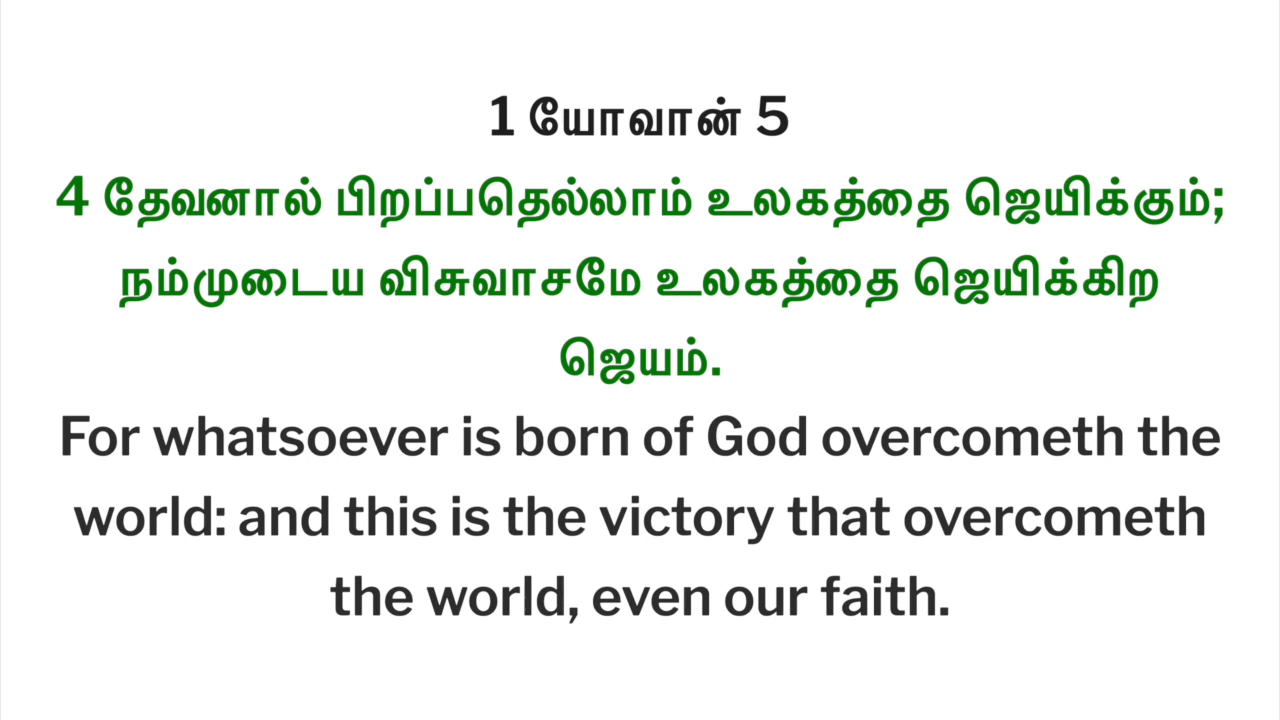 1 யோவான் 5
4 தேவனால் பிறப்பதெல்லாம் உலகத்தை ஜெயிக்கும்;
நம்முடைய விசுவாசமே உலகத்தை ஜெயிக்கிற
ஜெயம்.
For whatsoever is born of God overcometh the
world: and this is the victory that overcometh
the world, even our faith.